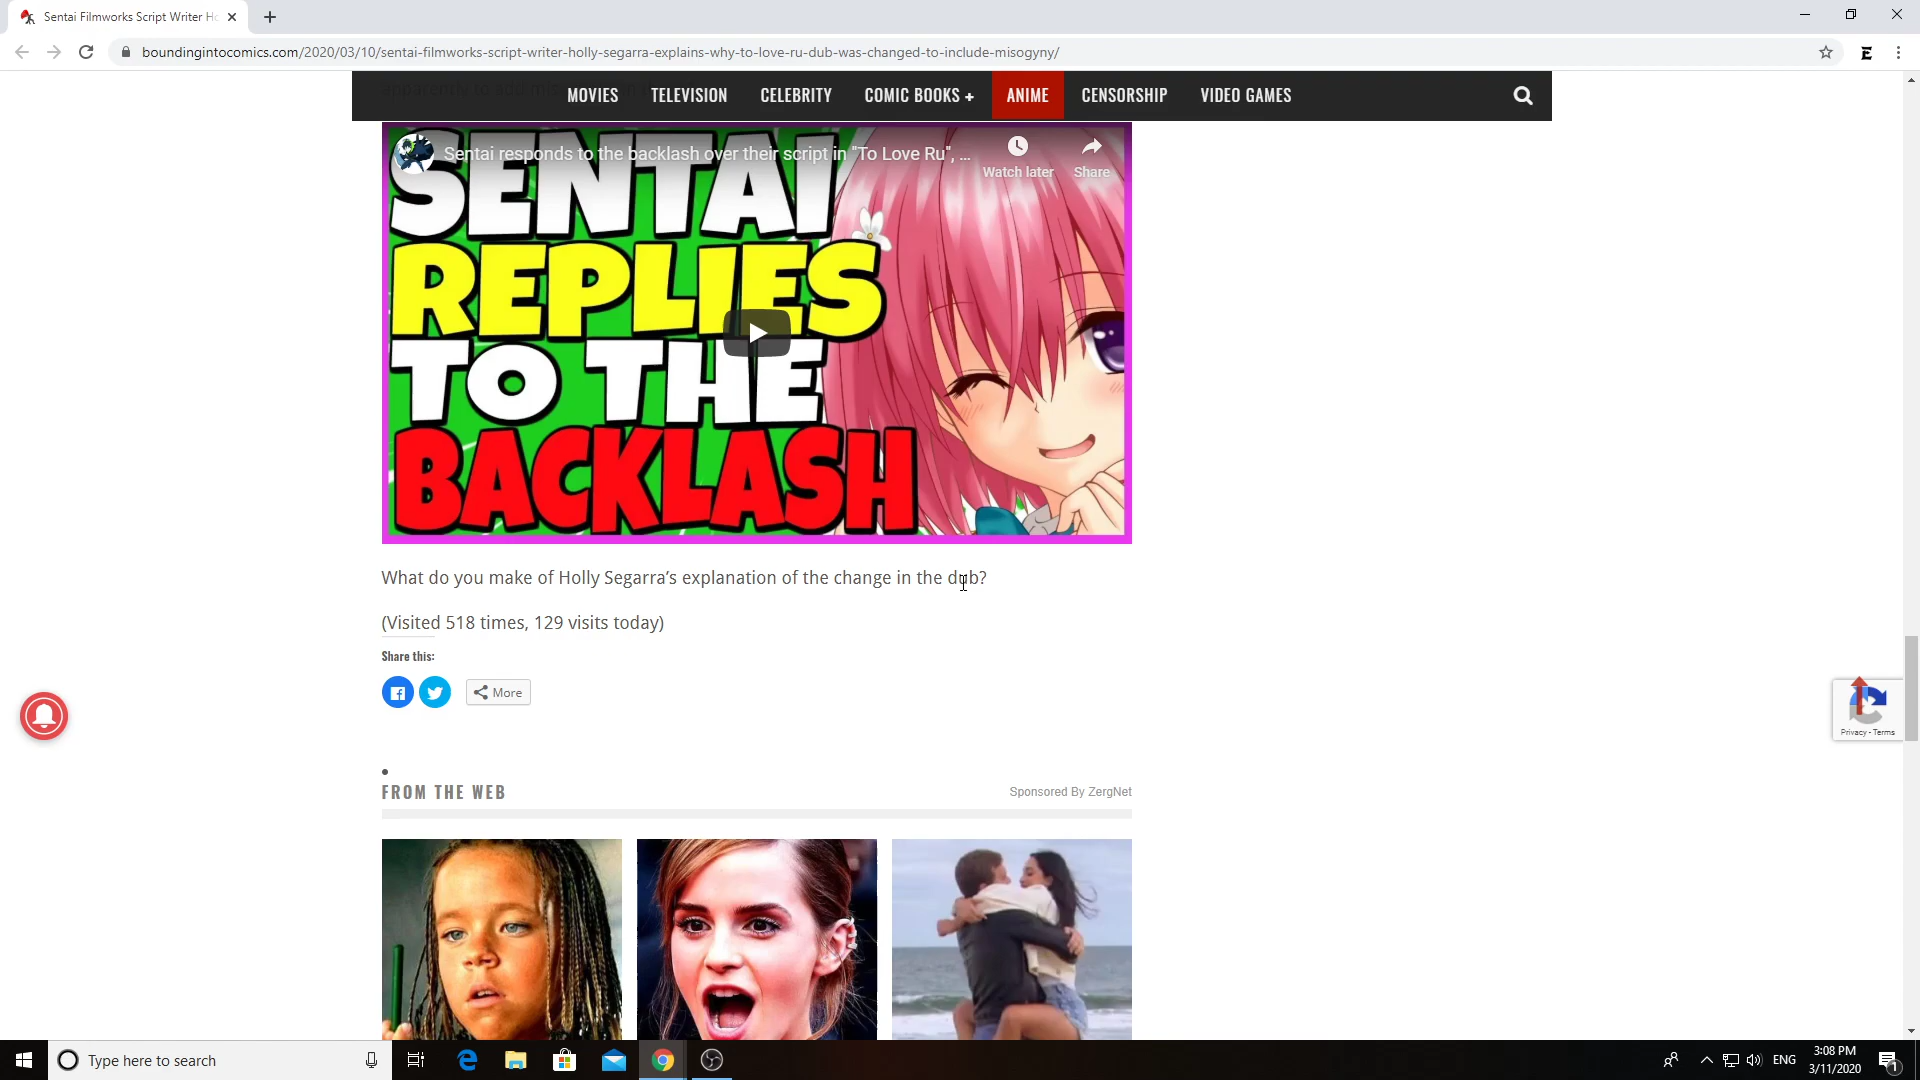 Sentai Filmworks Script Writer Ho
boundingintocomics.com/2020/03/10/sentai-filmworks-script-writer-holly-segarra-explains-why-to-love-ru-dub-was-changed-to-include-misogyny/
MOVIES TELEVISION CELEBRITY COMIC BOOKS + ANIME CENSORSHIP VIDEO GAMES
Sentai responds to the backlash over their script in "To Love Ru", ...
Watch later Share
SENTAI
REPLIES
TO THE
BACKLASH
What do you make of Holly Segarra’s explanation of the change in the dub?
(Visited 518 times, 129 visits today)
Share this:
More
Privacy - Terms
FROM THE WEB Sponsored By ZergNet
Type here to search
ENG
3:08 PM
3/11/2020
1